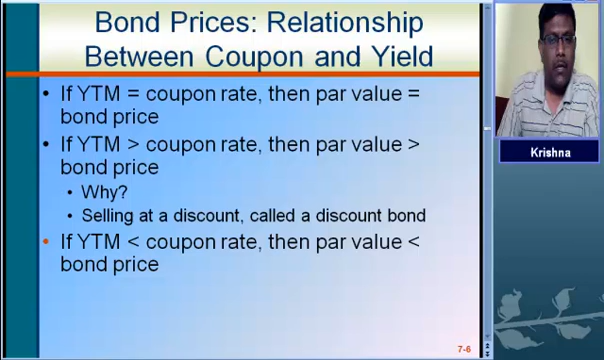 Bond Prices: Relationship
Between Coupon and Yield
• If YTM = coupon rate, then par value =
bond price
• If YTM > coupon rate, then par value >
bond price
• Why?
• Selling at a discount, called a discount bond
• If YTM < coupon rate, then par value <
bond price
7-6
Krishna